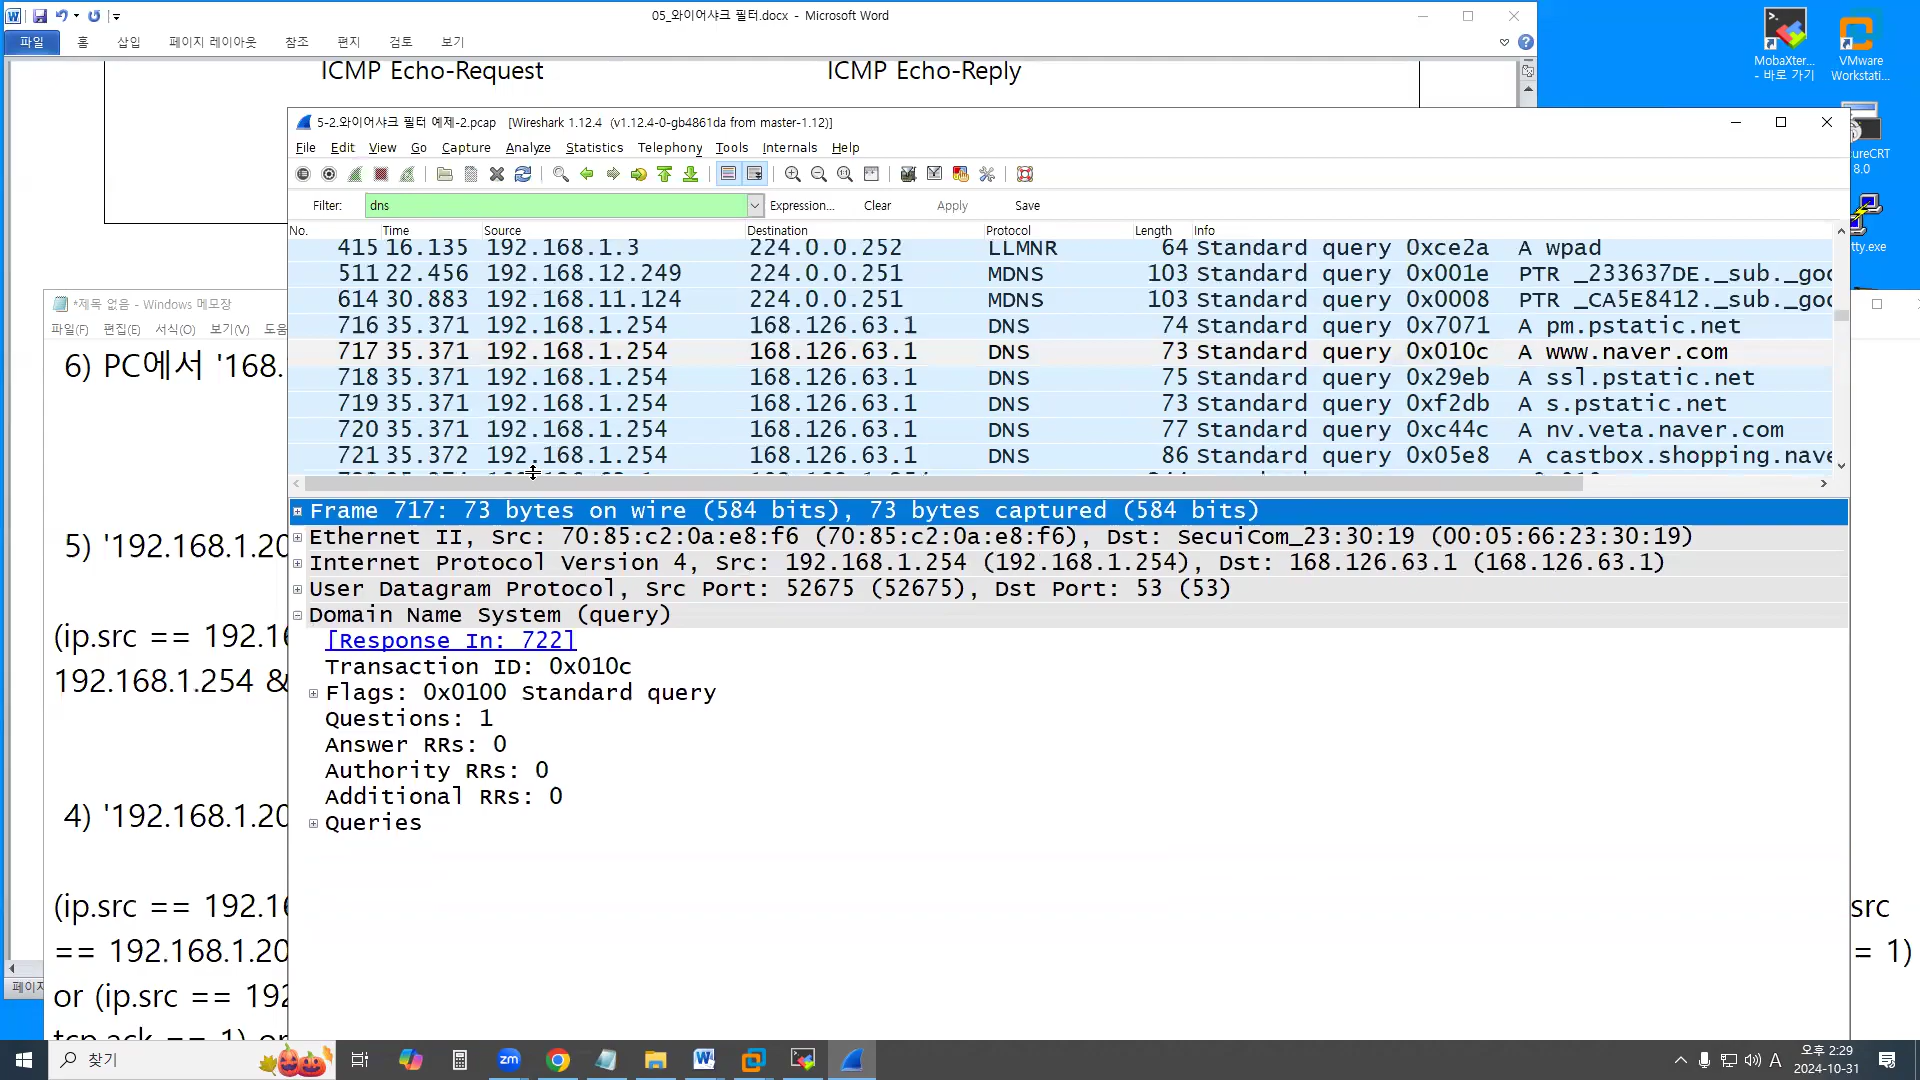 05_와이어샤크 필터.docx - Microsoft Word
파일 홈 삽입 페이지 레이아웃 참조 편지 검토 보기
ICMP Echo-Request ICMP Echo-Reply
MobaXter... - 바로 가기
VMware Workstati...
5-2.와이어샤크 필터 예제-2.pcap [Wireshark 1.12.4 (v1.12.4-0-gb4861da from master-1.12)]
File Edit View Go Capture Analyze Statistics Telephony Tools Internals Help
ureCRT 8.0
Filter: dns Expression... Clear Apply Save
tty.exe
No. Time Source Destination Protocol Length Info
415 16.135 192.168.1.3 224.0.0.252 LLMNR 64 Standard query 0xce2a A wpad
511 22.456 192.168.12.249 224.0.0.251 MDNS 103 Standard query 0x001e PTR _233637DE._sub._goo
614 30.883 192.168.11.124 224.0.0.251 MDNS 103 Standard query 0x0008 PTR _CA5E8412._sub._goo
716 35.371 192.168.1.254 168.126.63.1 DNS 74 Standard query 0x7071 A pm.pstatic.net
717 35.371 192.168.1.254 168.126.63.1 DNS 73 Standard query 0x010c A www.naver.com
718 35.371 192.168.1.254 168.126.63.1 DNS 75 Standard query 0x29eb A ssl.pstatic.net
719 35.371 192.168.1.254 168.126.63.1 DNS 73 Standard query 0xf2db A s.pstatic.net
720 35.371 192.168.1.254 168.126.63.1 DNS 77 Standard query 0xc44c A nv.veta.naver.com
721 35.372 192.168.1.254 168.126.63.1 DNS 86 Standard query 0x05e8 A castbox.shopping.nave
Frame 717: 73 bytes on wire (584 bits), 73 bytes captured (584 bits)
Ethernet II, Src: 70:85:c2:0a:e8:f6 (70:85:c2:0a:e8:f6), Dst: SecuiCom_23:30:19 (00:05:66:23:30:19)
Internet Protocol Version 4, Src: 192.168.1.254 (192.168.1.254), Dst: 168.126.63.1 (168.126.63.1)
User Datagram Protocol, Src Port: 52675 (52675), Dst Port: 53 (53)
Domain Name System (query)
[Response In: 722]
Transaction ID: 0x010c
Flags: 0x0100 Standard query
Questions: 1
Answer RRs: 0
Authority RRs: 0
Additional RRs: 0
Queries
*제목 없음 - Windows 메모장
파일(F) 편집(E) 서식(O) 보기(V) 도움
6) PC에서 '168.
5) '192.168.1.20
(ip.src == 192.16
192.168.1.254 &
4) '192.168.1.20
(ip.src == 192.16 src
== 192.168.1.20 = 1)
or (ip.src == 192
tcp.ack == 1) or
페이지
찾기
zm
A
오후 2:29
2024-10-31